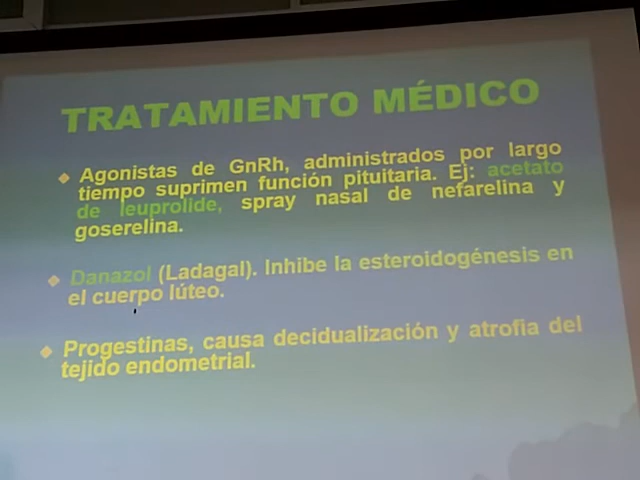 TRATAMIENTO MÉDICO
Agonistas de GnRh, administrados por largo
tiempo suprimen función pituitaria. Ej: acetato
de leuprolide, spray nasal de nefarelina y
goserelina.
Danazol (Ladagal). Inhibe la esteroidogénesis en
el cuerpo lúteo.
Progestinas, causa decidualización y atrofia del
tejido endometrial.